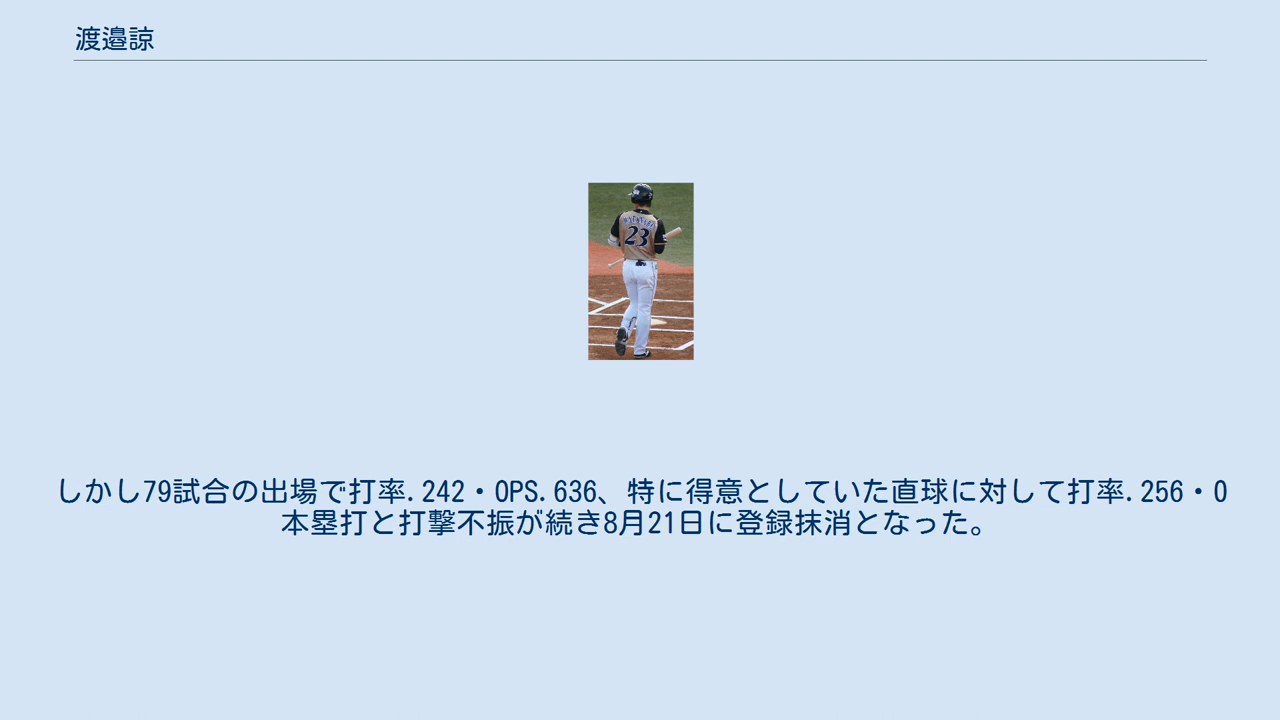 渡邉諒
23
しかし79試合の出場で打率.242・OPS.636、特に得意としていた直球に対して打率.256・0
本塁打と打撃不振が続き8月21日に登録抹消となった。